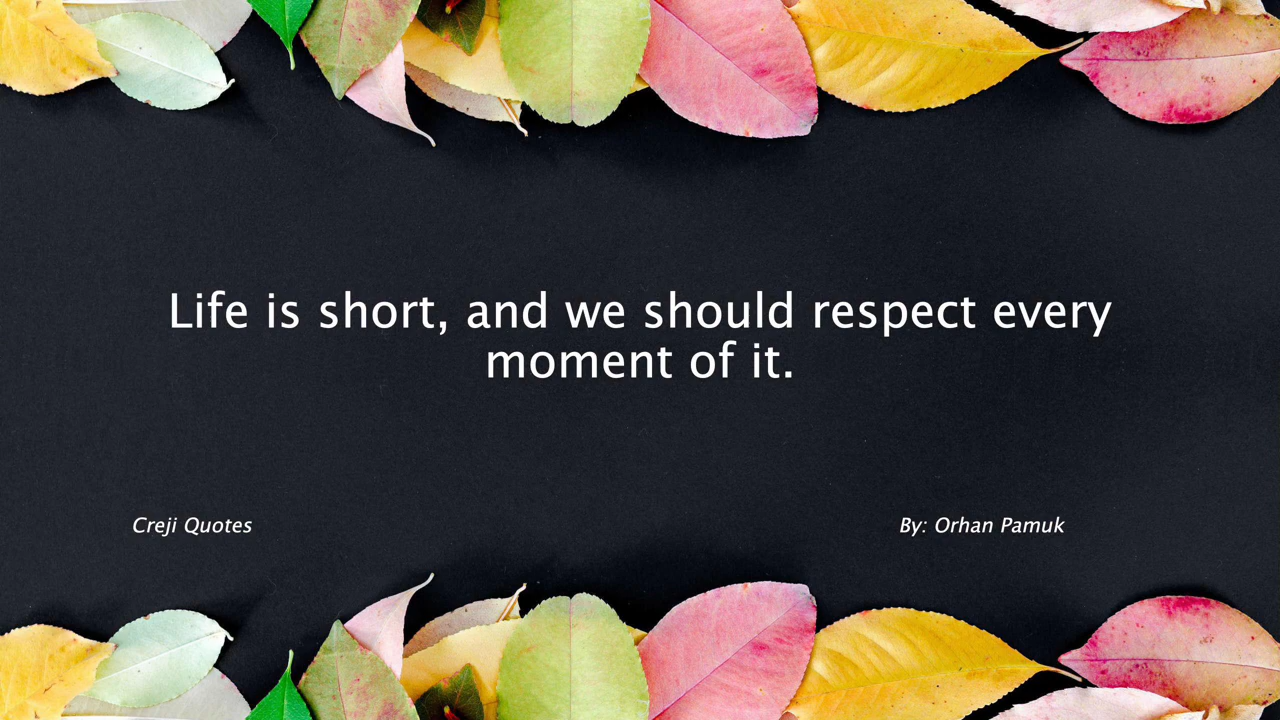 Life is short, and we should respect every
moment of it.
Creji Quotes
By: Orhan Pamuk